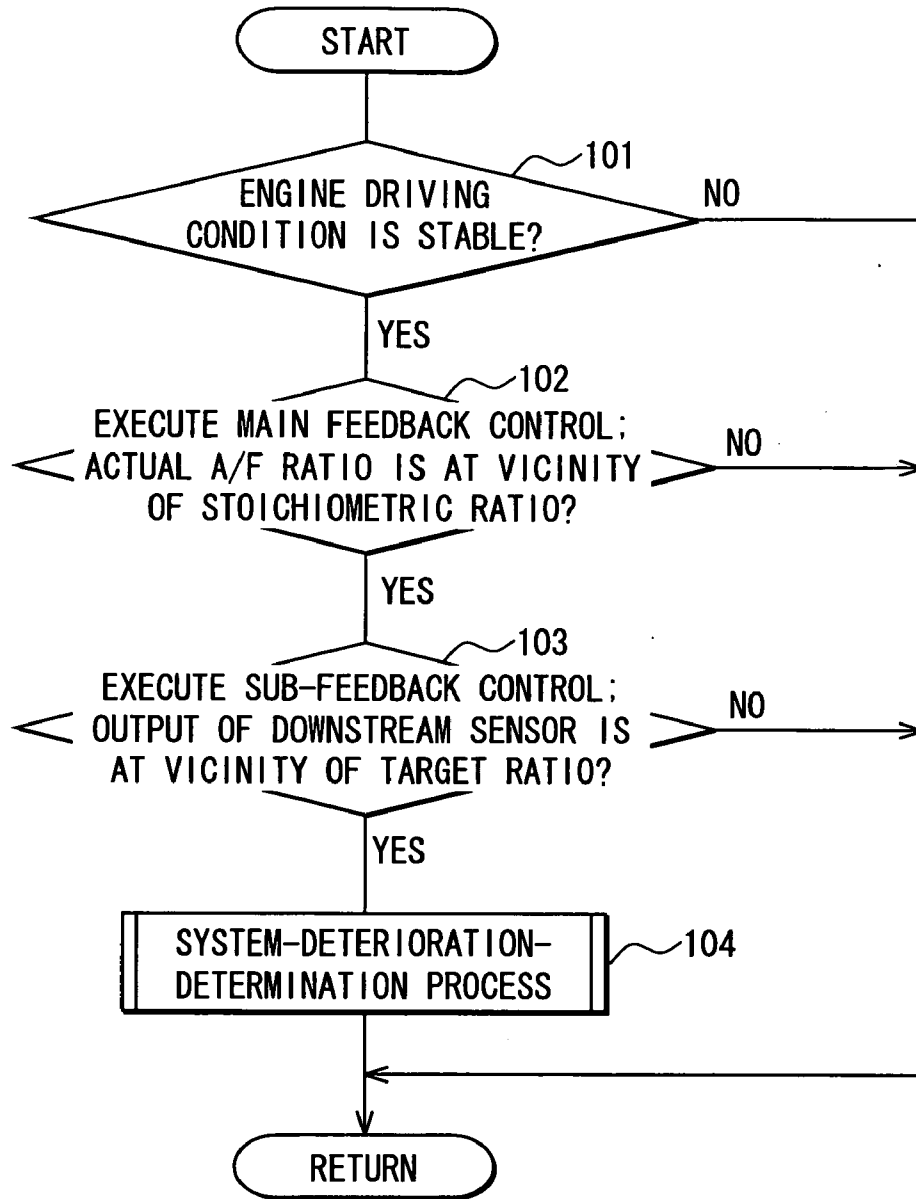 START
101
ENGINE DRIVING
CONDITION IS STABLE?
NO
YES
102
EXECUTE MAIN FEEDBACK CONTROL;
ACTUAL A/F RATIO IS AT VICINITY
OF STOICHIOMETRIC RATIO?
NO
YES
103
EXECUTE SUB-FEEDBACK CONTROL;
OUTPUT OF DOWNSTREAM SENSOR IS
AT VICINITY OF TARGET RATIO?
NO
YES
SYSTEM-DETERIORATION-
DETERMINATION PROCESS
104
RETURN